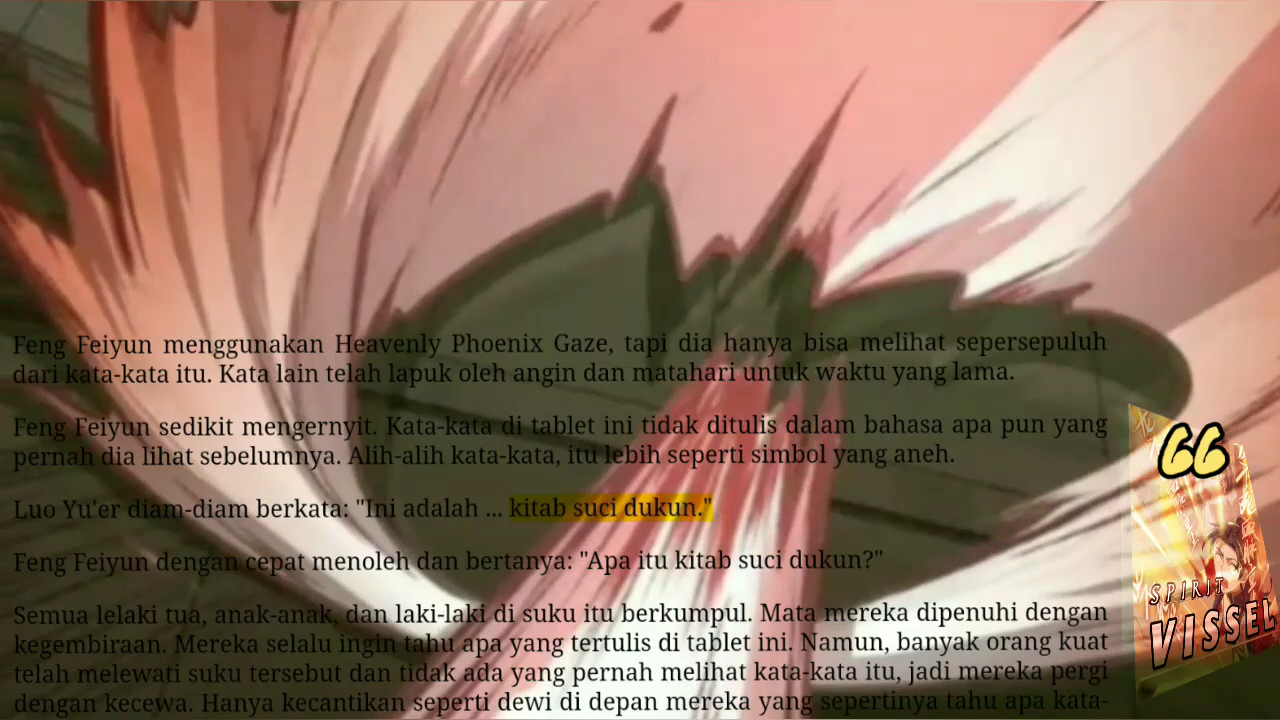 Feng Feiyun menggunakan Heavenly Phoenix Gaze, tapi dia hanya bisa melihat sepersepuluh
dari kata-kata itu. Kata lain telah lapuk oleh angin dan matahari untuk waktu yang lama.
Feng Feiyun sedikit mengernyit. Kata-kata di tablet ini tidak ditulis dalam bahasa apa pun yang
pernah dia lihat sebelumnya. Alih-alih kata-kata, itu lebih seperti simbol yang aneh.
Luo Yu'er diam-diam berkata: "Ini adalah ... kitab suci dukun."
Feng Feiyun dengan cepat menoleh dan bertanya: "Apa itu kitab suci dukun?"
Semua lelaki tua, anak-anak, dan laki-laki di suku itu berkumpul. Mata mereka dipenuhi dengan
kegembiraan. Mereka selalu ingin tahu apa yang tertulis di tablet ini. Namun, banyak orang kuat
telah melewati suku tersebut dan tidak ada yang pernah melihat kata-kata itu, jadi mereka pergi
dengan kecewa. Hanya kecantikan seperti dewi di depan mereka yang sepertinya tahu apa kata-
66
SPIRIT
VISSEL